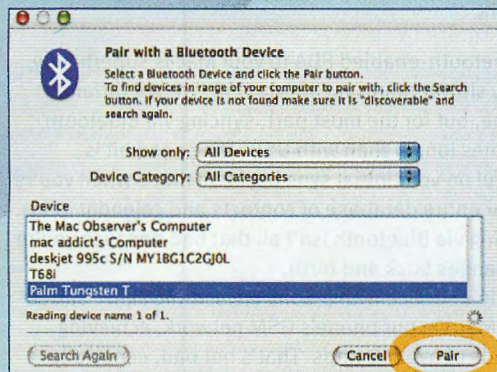 Pair with a Bluetooth Device
Select a Bluetooth Device and click the Pair button.
To find devices in range of your computer to pair with, click the Search
button. If your device is not found make sure it is "discoverable" and
search again.
Show only: All Devices
Device Category: All Categories
Device
The Mac Observer's Computer
mac addict's Computer
deskjet 995c S/N MY1BG1C2GJ0L
T68i
Palm Tungsten T
Reading device name 1 of 1.
Search Again Cancel Pair